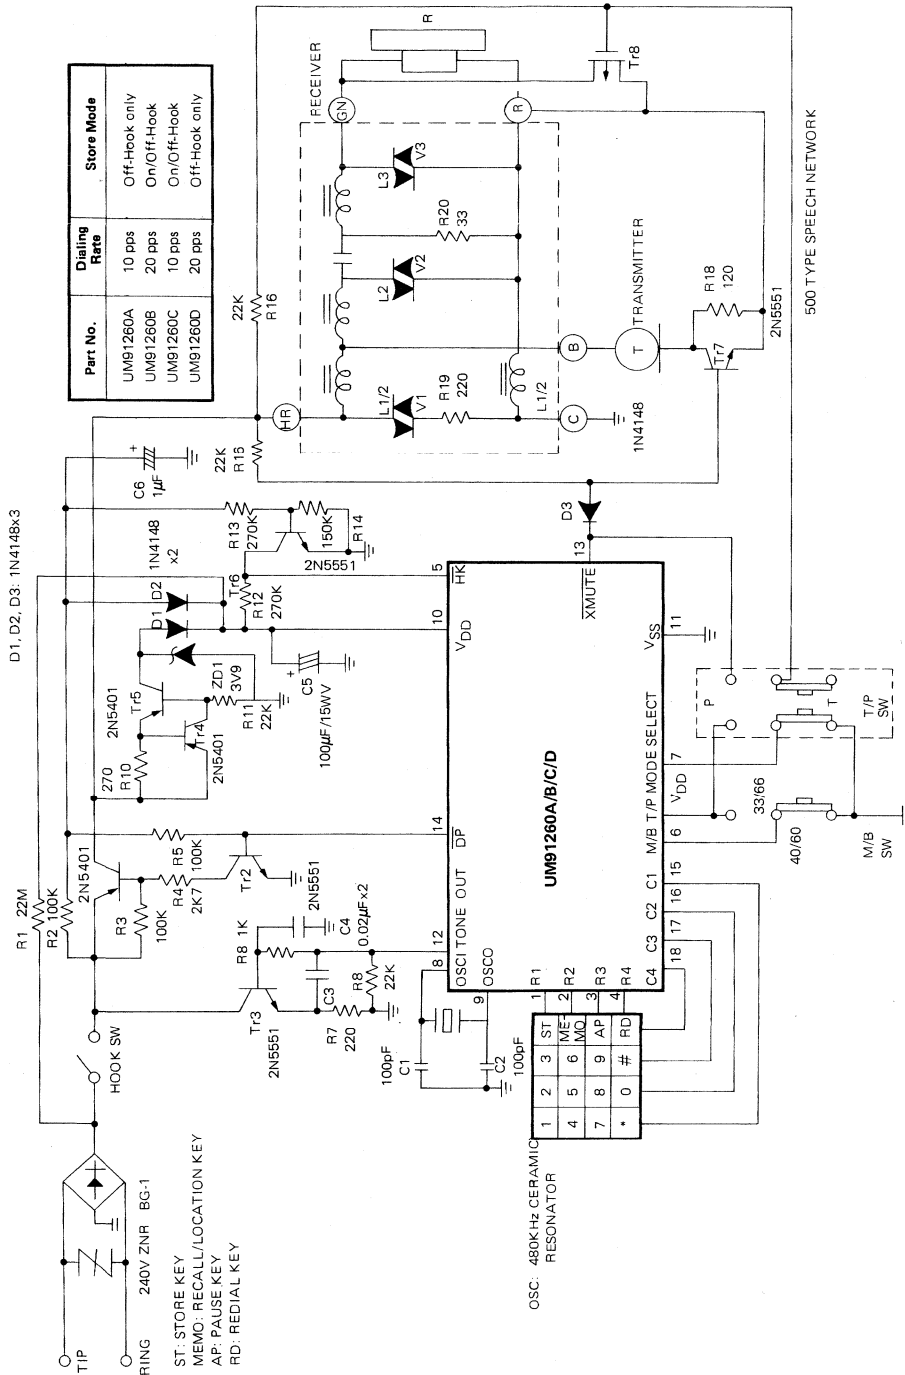 D1, D2, D3: 1N4148x3
Part No.
Dialing Rate
Store Mode
UM91260A
10 pps
Off-Hook only
UM91260B
20 pps
On/Off-Hook
UM91260C
10 pps
On/Off-Hook
UM91260D
20 pps
Off-Hook only
TIP
RING
240V ZNR
BG-1
HOOK SW
ST: STORE KEY
MEMO: RECALL/LOCATION KEY
AP: PAUSE KEY
RD: REDIAL KEY
R1 22M
R2 100K
R3
100K
2N5401
R4
2K7
R5
100K
Tr2
2N5551
Tr3
2N5551
R8 1K
C4
0.02µFx2
C3
R7
220
R8
22K
270
R10
2N5401
Tr5
Tr4
2N5401
ZD1
3V9
R11
22K
D1
D2
1N4148
x2
C5
+
100µF/15WV
Tr6
R12
270K
R13
270K
150K
R14
2N5551
C6
+
1µF
22K
R15
22K
R16
HR
RECEIVER
GN
R
R
Tr8
L1/2
V1
R19
220
L1/2
L2
V2
R20
33
L3
V3
C
B
1N4148
T
TRANSMITTER
R18
120
Tr7
2N5551
500 TYPE SPEECH NETWORK
D3
UM91260A/B/C/D
8
OSCI
12
TONE OUT
14
DP
10
VDD
5
HK
13
XMUTE
9
OSCO
1
R1
2
R2
3
R3
4
R4
18
C4
17
C3
16
C2
15
C1
6
M/B
T/P MODE SELECT
7
11
VSS
C1
100pF
C2
100pF
OSC: 480KHz CERAMIC
RESONATOR
1
2
3
ST
4
5
6
ME-
MO
7
8
9
AP
*
0
#
RD
VDD
33/66
40/60
M/B
SW
P
T
T/P
SW